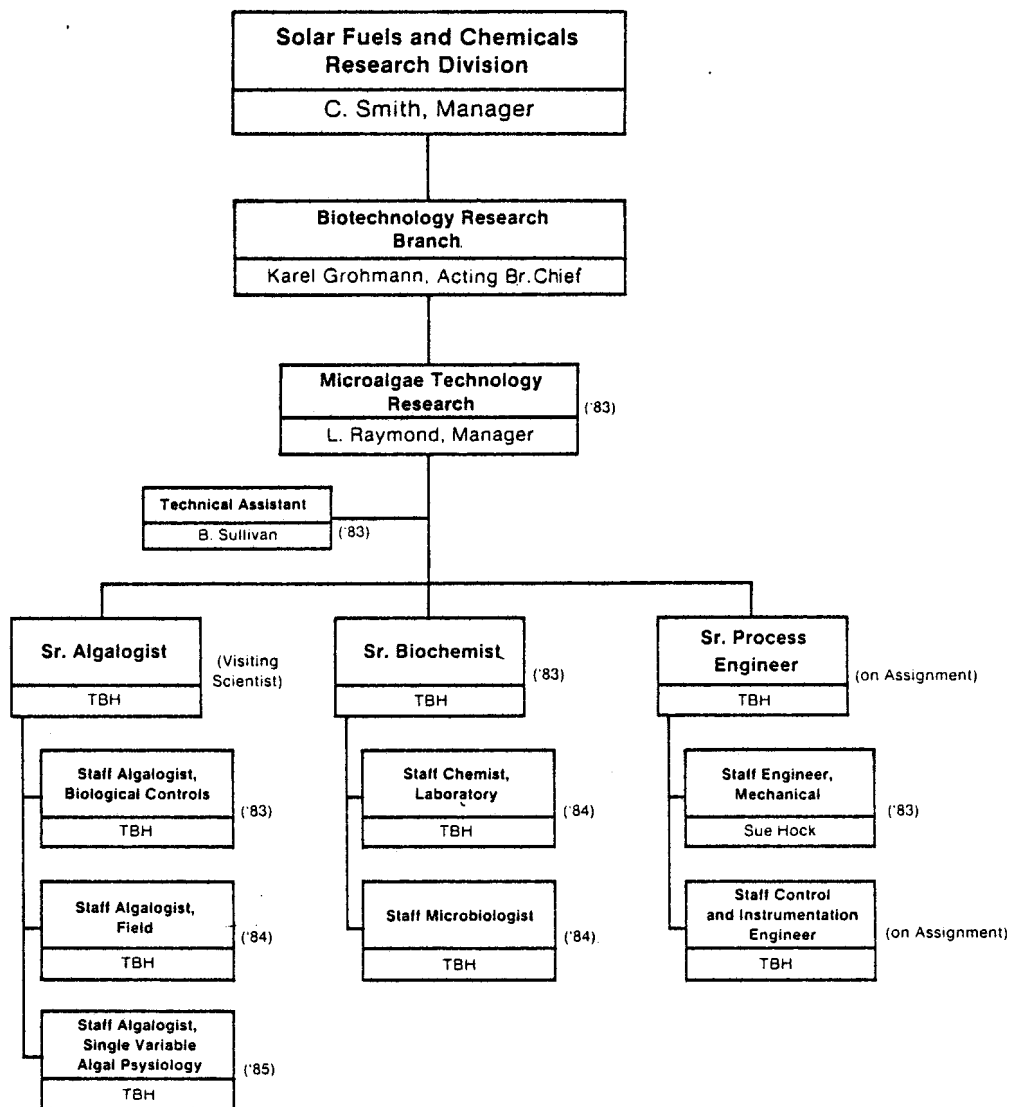 Solar Fuels and Chemicals
Research Division
C. Smith, Manager
Biotechnology Research
Branch
Karel Grohmann, Acting Br. Chief
Microalgae Technology
Research
L. Raymond, Manager
('83)
Technical Assistant
B. Sullivan
('83)
Sr. Algalogist
TBH
(Visiting
Scientist)
Staff Algalogist,
Biological Controls
TBH
('83)
Staff Algalogist,
Field
TBH
('84)
Staff Algalogist,
Single Variable
Algal Psysiology
TBH
('85)
Sr. Biochemist
TBH
('83)
Staff Chemist,
Laboratory
TBH
('84)
Staff Microbiologist
TBH
('84)
Sr. Process
Engineer
TBH
(on Assignment)
Staff Engineer,
Mechanical
Sue Hock
('83)
Staff Control
and Instrumentation
Engineer
TBH
(on Assignment)